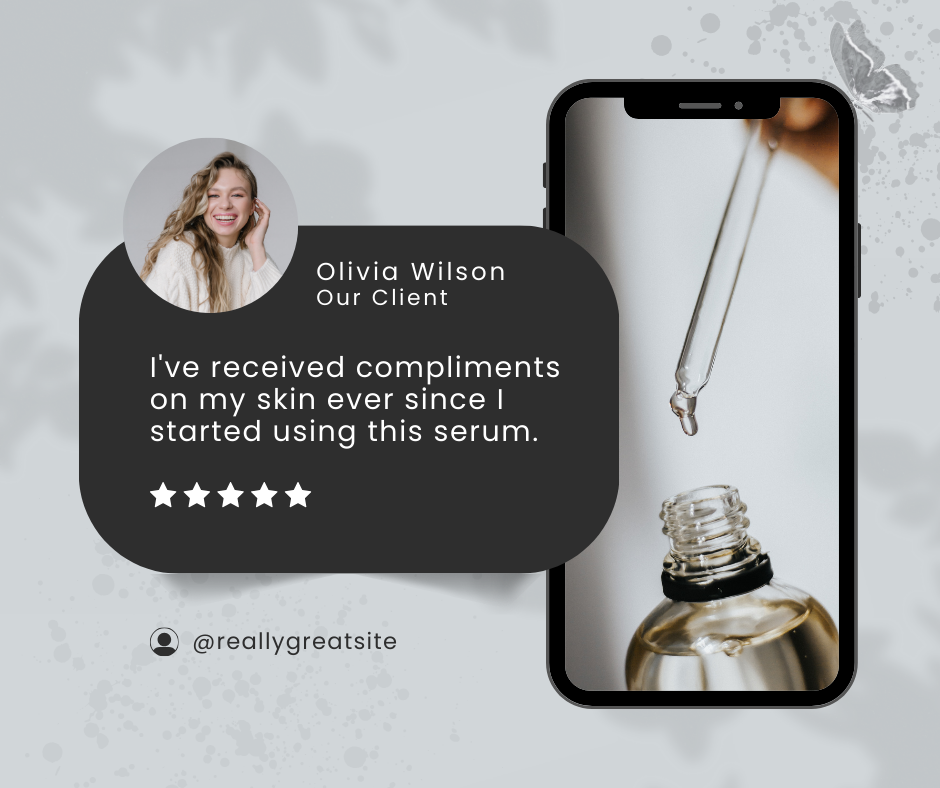 Olivia Wilson
Our Client
I've received compliments
on my skin ever since I
started using this serum.
@reallygreatsite